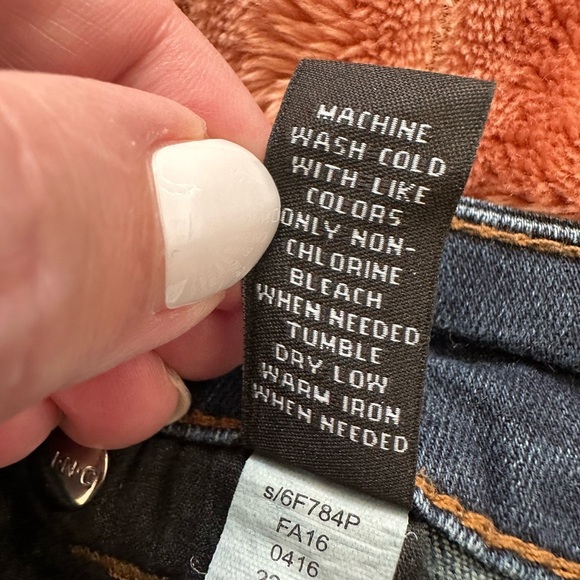 MACHINE
WASH COLD
WITH LIKE
COLORS
ONLY NON-
CHLORINE
BLEACH
WHEN NEEDED
TUMBLE
DRY LOW
WARM IRON
WHEN NEEDED
s/6F784P
FA16
0416